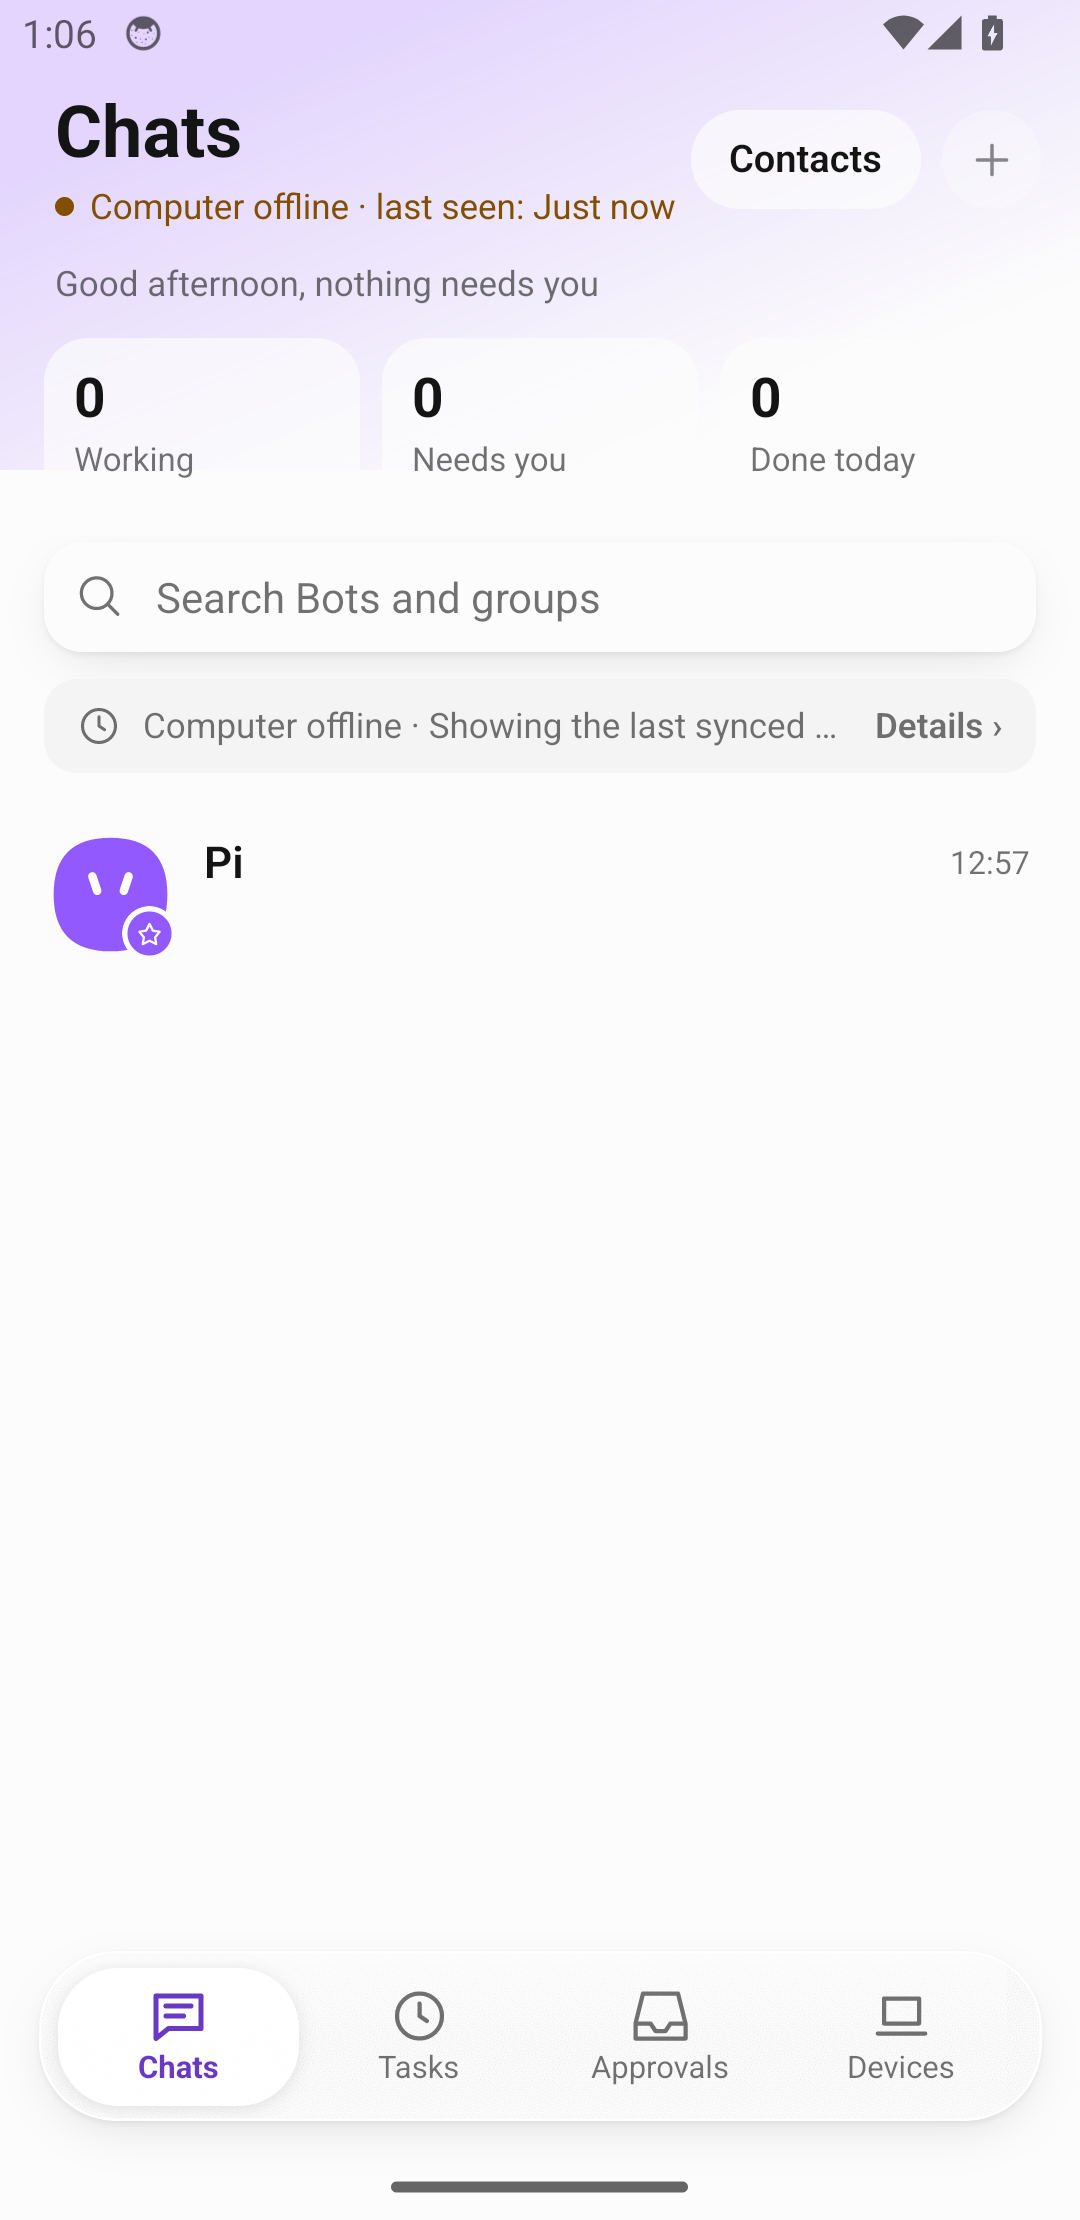 1:06
Chats
Contacts
Computer offline · last seen: Just now
Good afternoon, nothing needs you
0
Working
0
Needs you
0
Done today
Search Bots and groups
Computer offline · Showing the last synced ...
Details ›
Pi
12:57
Chats
Tasks
Approvals
Devices